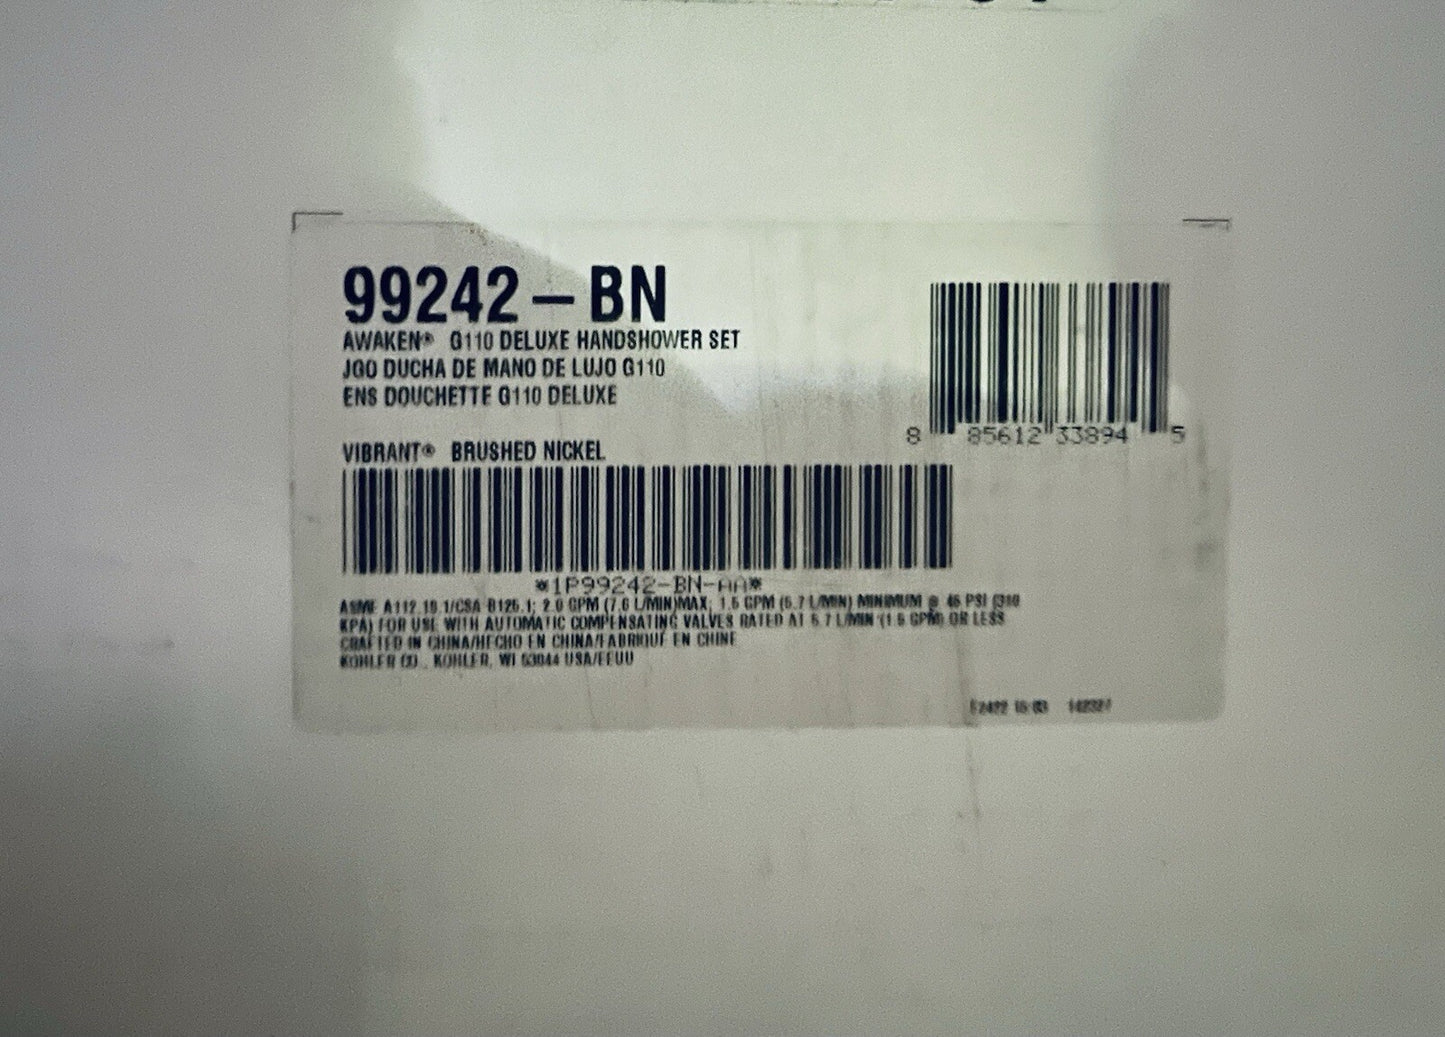 99242 – BN
AWAKEN® G110 DELUXE HANDSHOWER SET
JGO DUCHA DE MANO DE LUJO G110
ENS DOUCHETTE G110 DELUXE
VIBRANT® BRUSHED NICKEL
8 85612 33894 5
*1P99242-BN-AA*
ASME A112.18.1/CSA B125.1; 2.0 GPM (7.6 L/MIN)MAX; 1.5 GPM (5.7 L/MIN) MINIMUM @ 45 PSI (310
KPA) FOR USE WITH AUTOMATIC COMPENSATING VALVES RATED AT 5.7 L/MIN (1.5 GPM) OR LESS
CRAFTED IN CHINA/HECHO EN CHINA/FABRIQUÉ EN CHINE
KOHLER CO., KOHLER, WI 53044 USA/EEUU